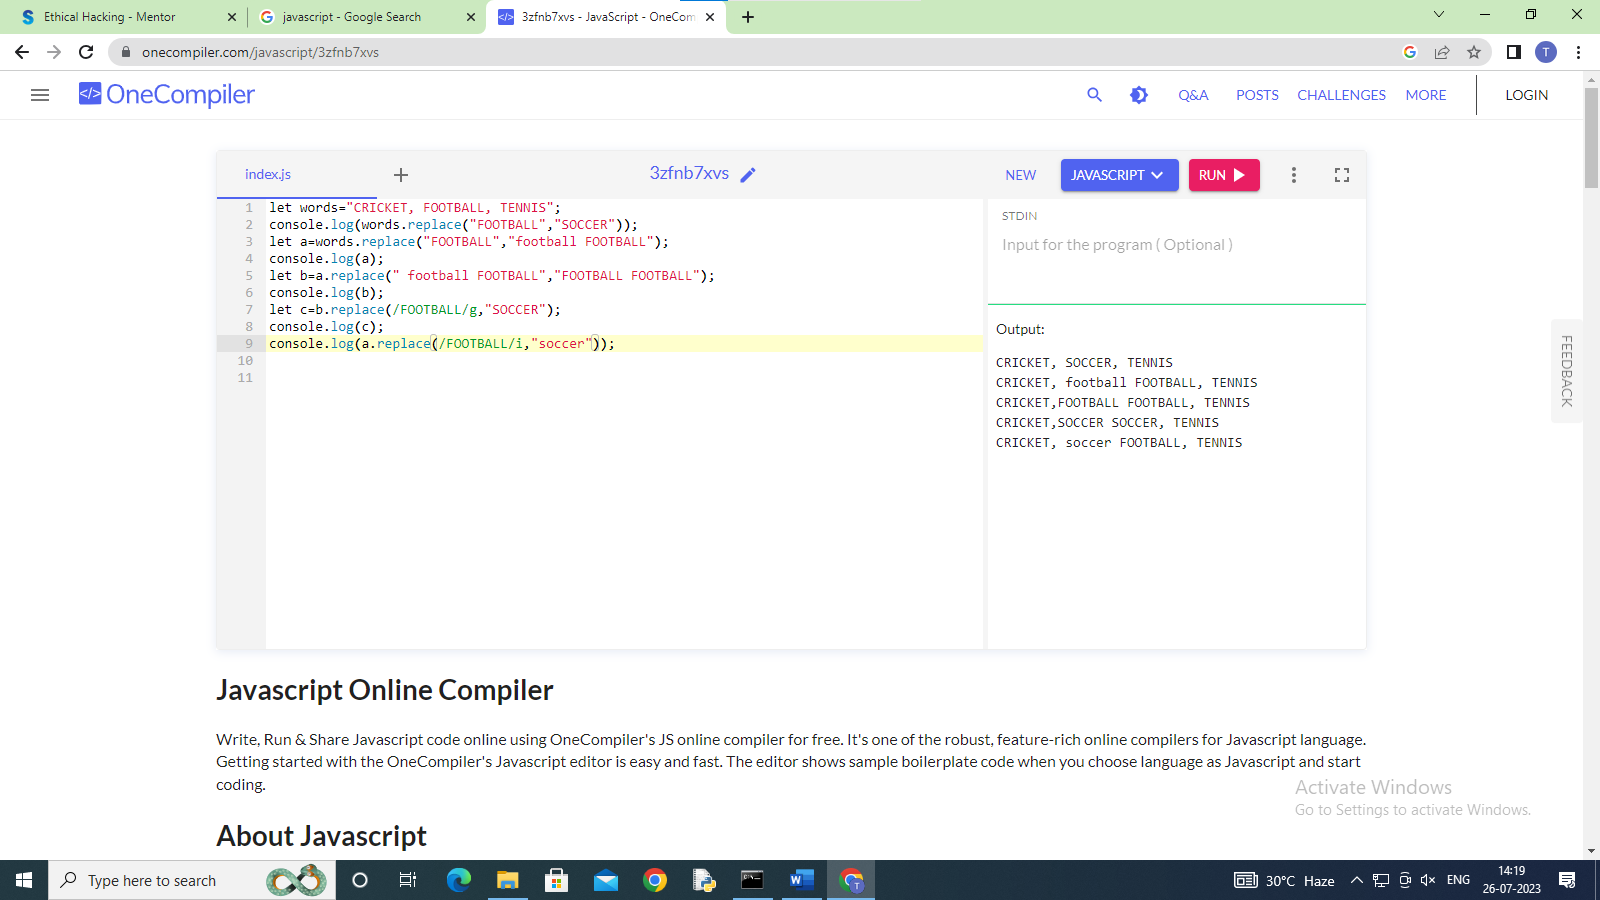 Ethical Hacking - Mentor
javascript - Google Search
3zfnb7xvs - JavaScript - OneCom
onecompiler.com/javascript/3zfnb7xvs
T
OneCompiler
Q&A POSTS CHALLENGES MORE LOGIN
index.js
3zfnb7xvs
NEW JAVASCRIPT RUN
1 let words="CRICKET, FOOTBALL, TENNIS";
2 console.log(words.replace("FOOTBALL","SOCCER"));
3 let a=words.replace("FOOTBALL","football FOOTBALL");
4 console.log(a);
5 let b=a.replace(" football FOOTBALL","FOOTBALL FOOTBALL");
6 console.log(b);
7 let c=b.replace(/FOOTBALL/g,"SOCCER");
8 console.log(c);
9 console.log(a.replace(/FOOTBALL/i,"soccer"));
10
11
STDIN
Input for the program ( Optional )
Output:
CRICKET, SOCCER, TENNIS
CRICKET, football FOOTBALL, TENNIS
CRICKET,FOOTBALL FOOTBALL, TENNIS
CRICKET,SOCCER SOCCER, TENNIS
CRICKET, soccer FOOTBALL, TENNIS
FEEDBACK
Javascript Online Compiler
Write, Run & Share Javascript code online using OneCompiler's JS online compiler for free. It's one of the robust, feature-rich online compilers for Javascript language.
Getting started with the OneCompiler's Javascript editor is easy and fast. The editor shows sample boilerplate code when you choose language as Javascript and start
coding.
About Javascript
Activate Windows
Go to Settings to activate Windows.
Type here to search
30°C Haze
ENG
14:19
26-07-2023